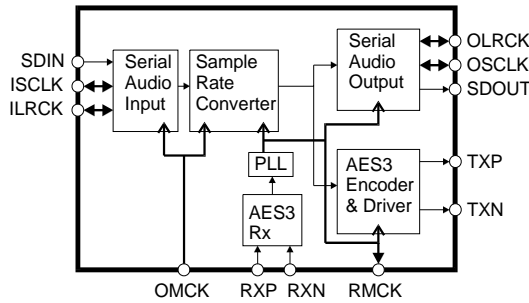 SDIN
ISCLK
ILRCK
Serial
Audio
Input
Sample
Rate
Converter
Serial
Audio
Output
OLRCK
OSCLK
SDOUT
PLL
AES3
Rx
AES3
Encoder
& Driver
TXP
TXN
OMCK
RXP
RXN
RMCK